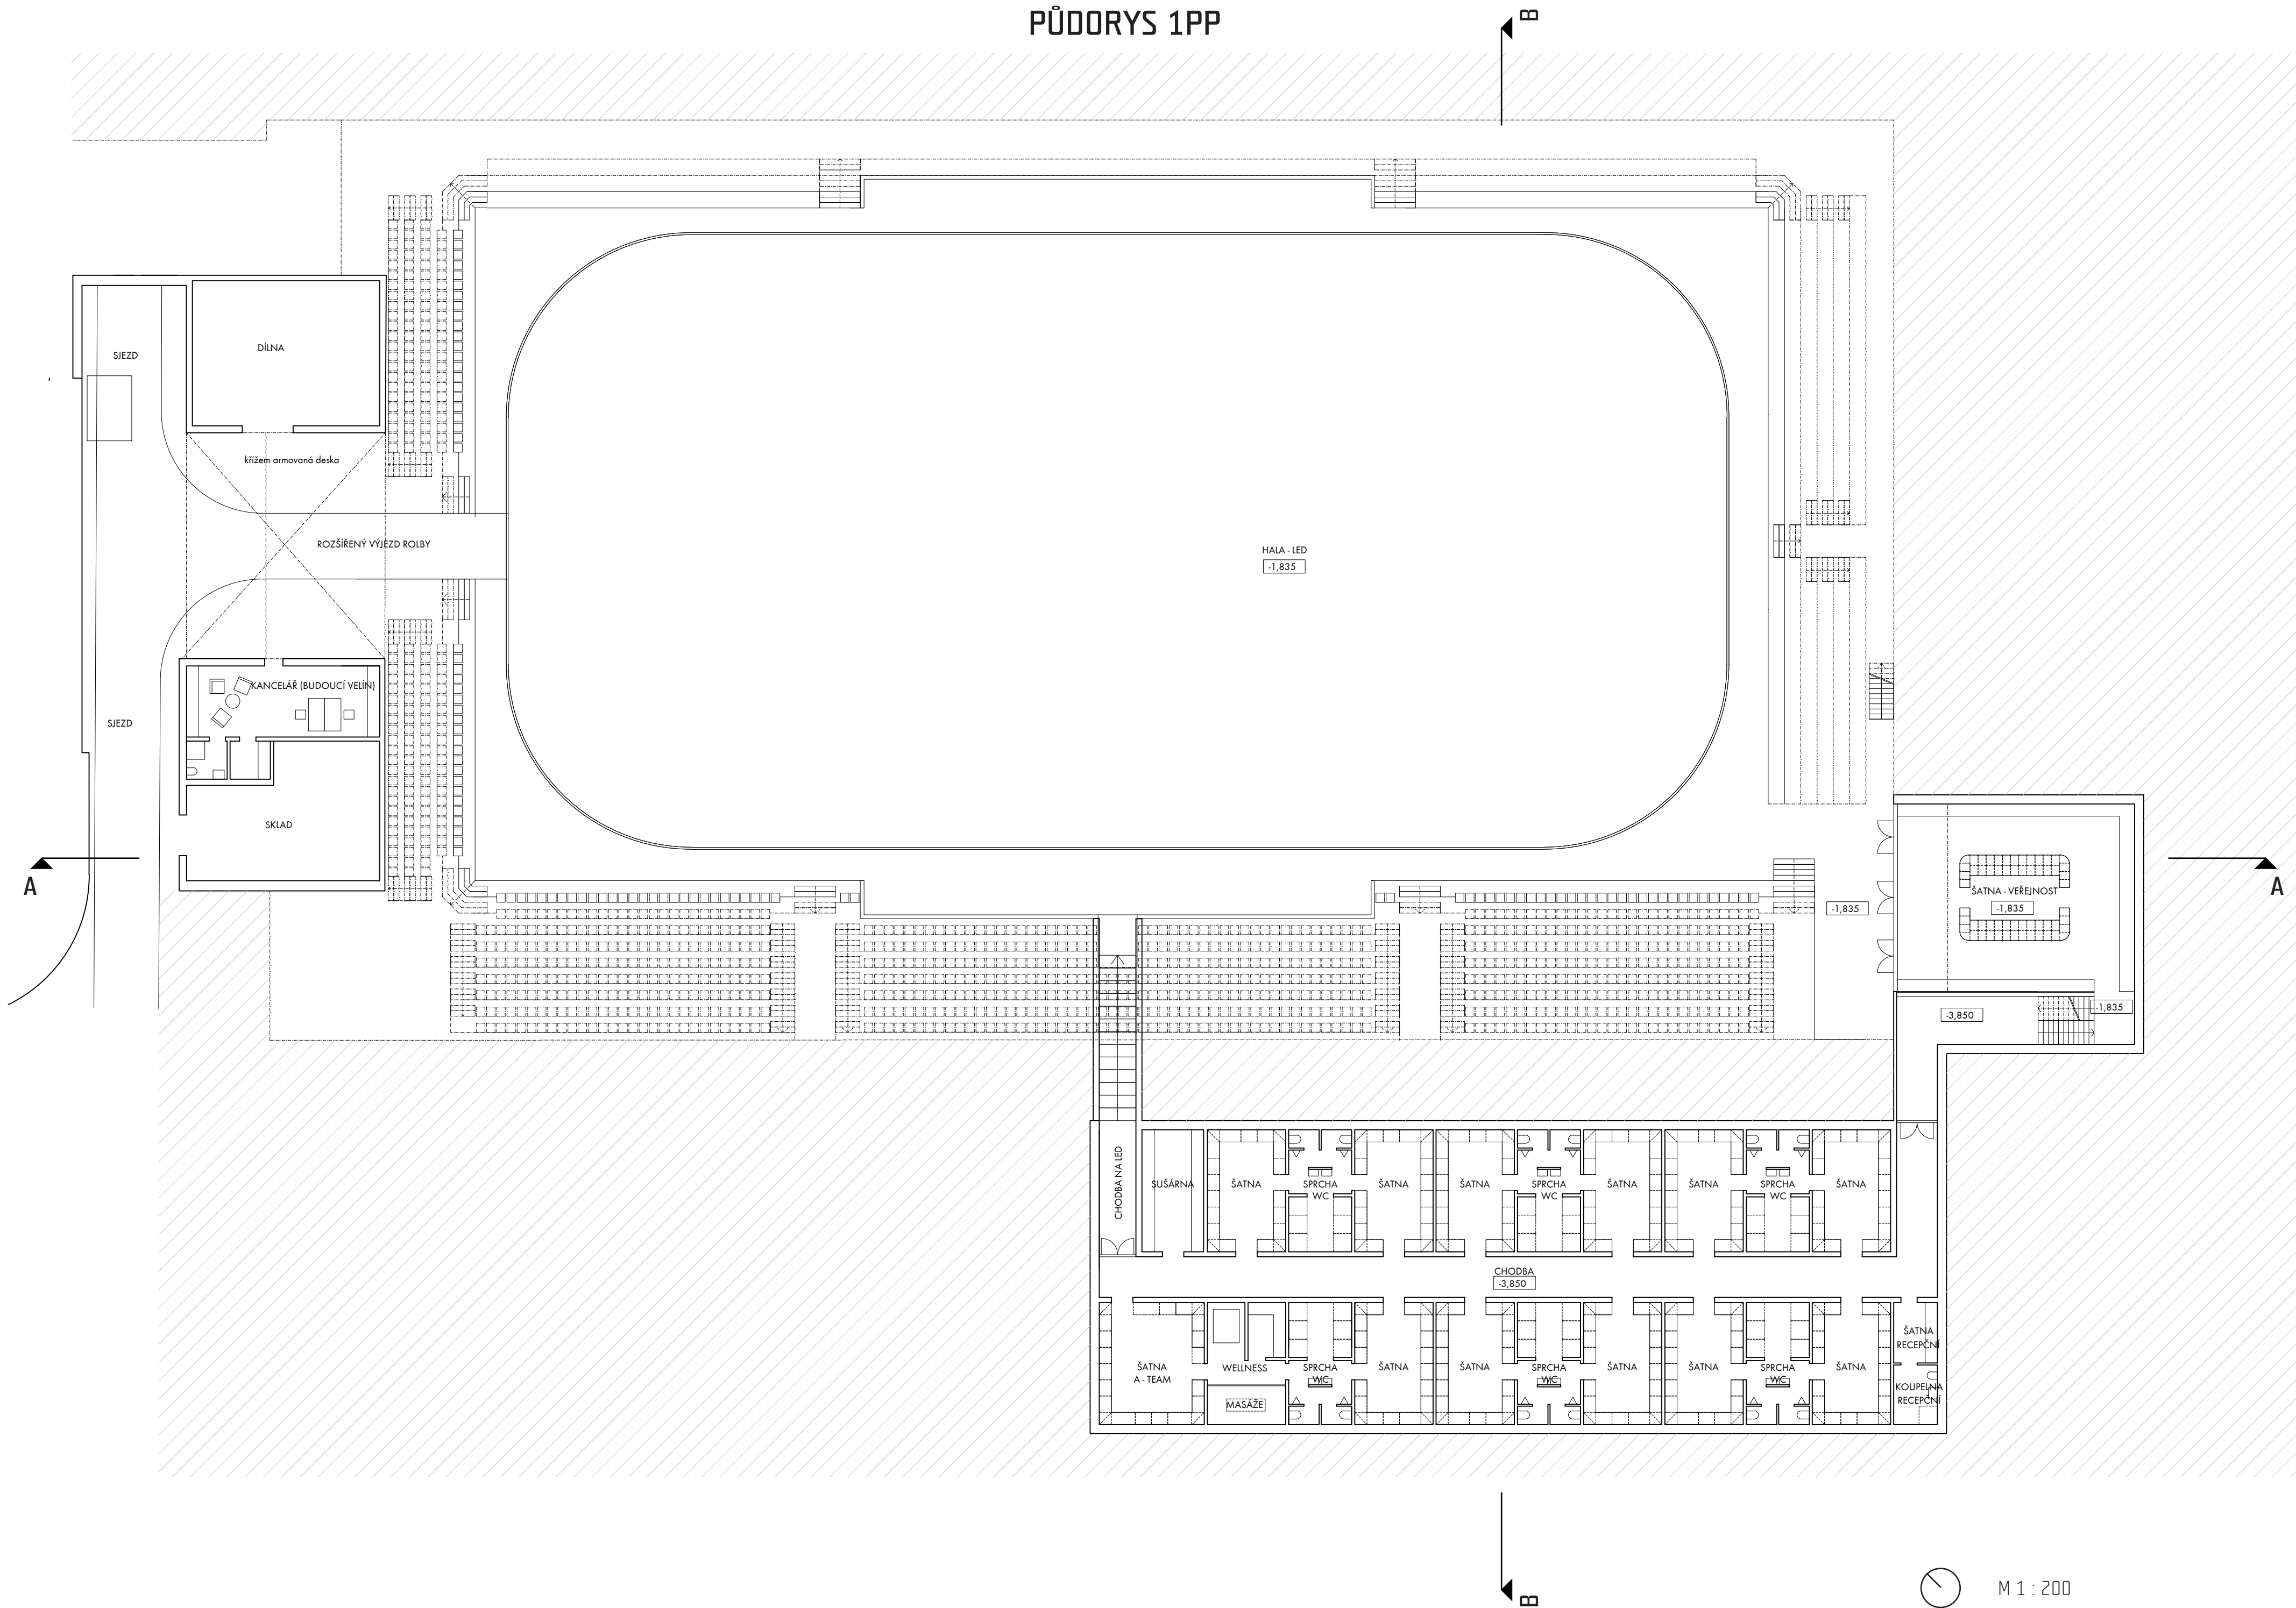 PŮDORYS 1PP
B
SJEZD
DÍLNA
křížem armovaná deska
ROZŠÍŘENÝ VÝJEZD ROLBY
HALA - LED
-1,835
KANCELÁŘ (BUDOUCÍ VELÍN)
SJEZD
SKLAD
A
A
ŠATNA - VEŘEJNOST
-1,835
-1,835
-3,850
-1,835
CHODBA NA LED
SUŠÁRNA
ŠATNA
SPRCHA
WC
ŠATNA
ŠATNA
SPRCHA
WC
ŠATNA
ŠATNA
SPRCHA
WC
ŠATNA
CHODBA
-3,850
ŠATNA
A - TEAM
WELLNESS
MASÁŽE
SPRCHA
WC
ŠATNA
ŠATNA
SPRCHA
WC
ŠATNA
ŠATNA
SPRCHA
WC
ŠATNA
ŠATNA
RECEPČNÍ
KOUPELNA
RECEPČNÍ
B
M 1 : 200